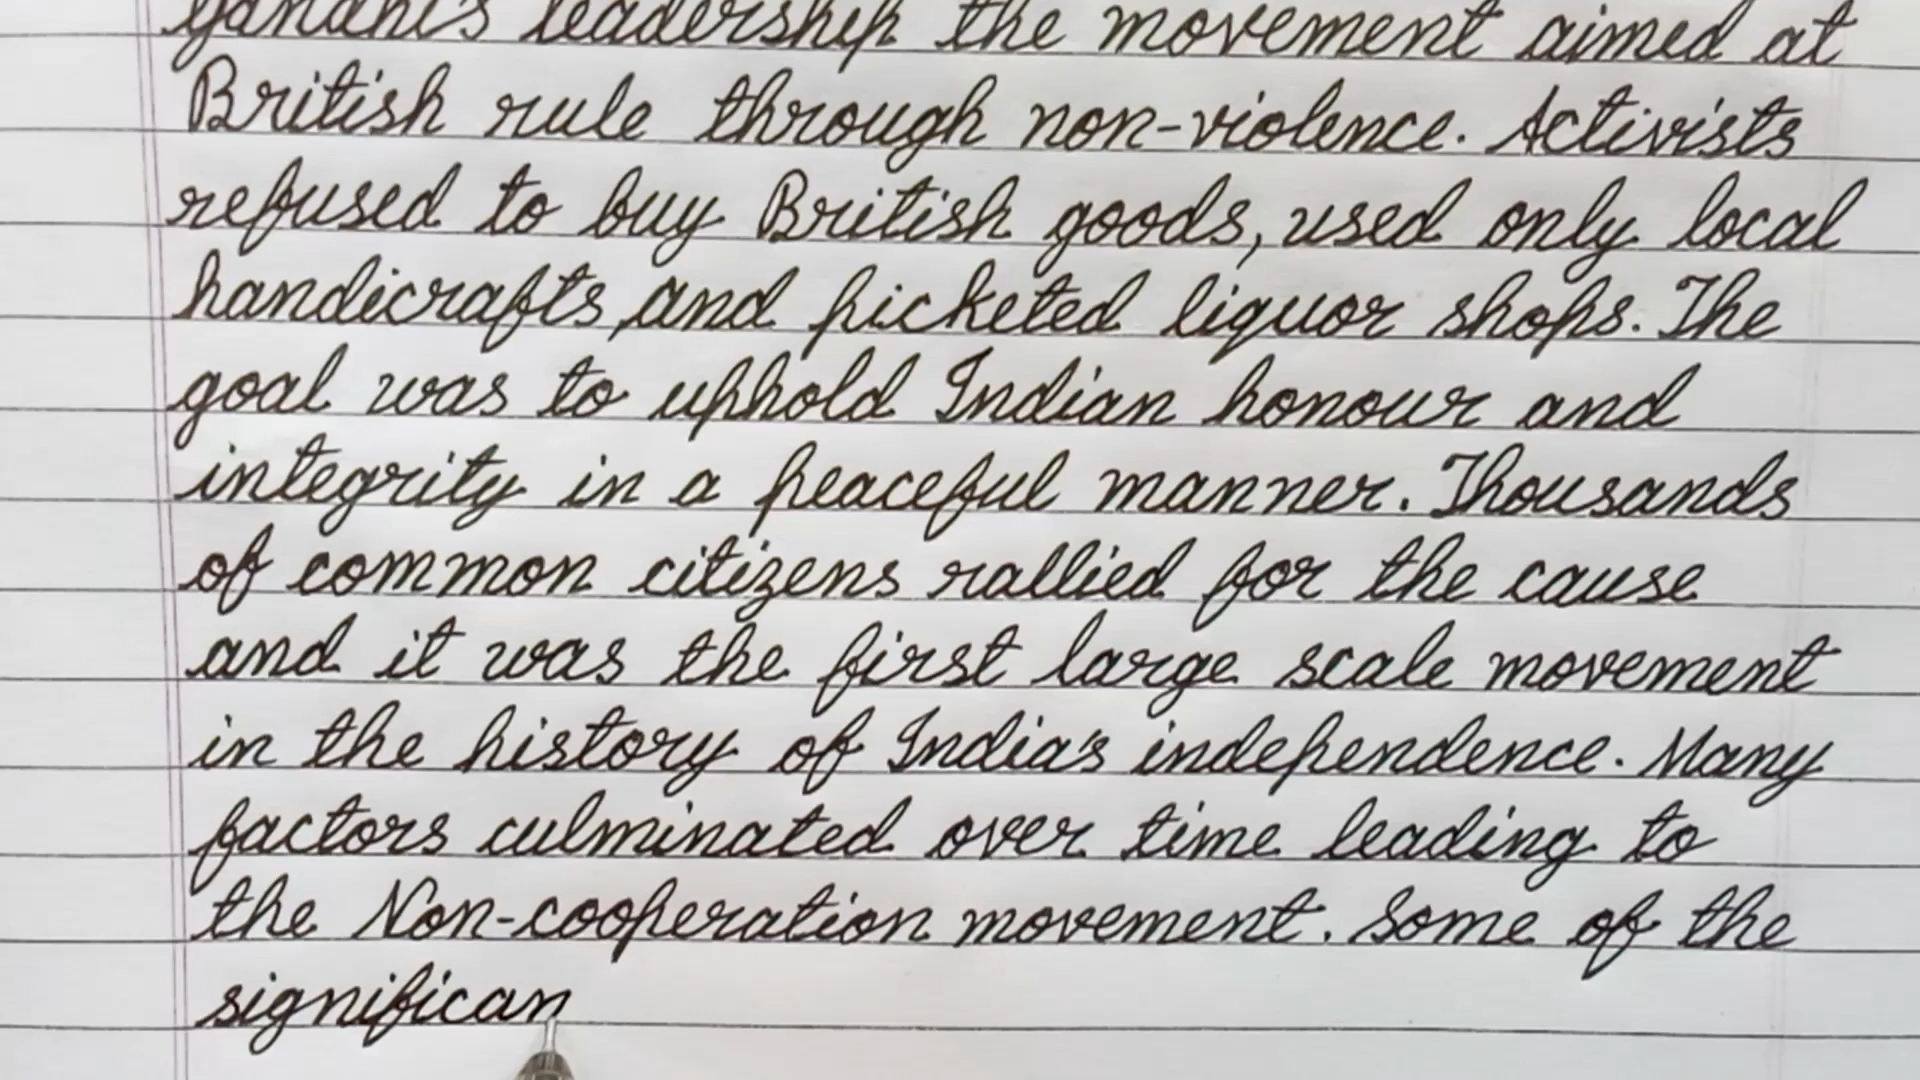 Gandhi's leadership the movement aimed at
British rule through non-violence. Activists
refused to buy British goods, used only local
handicrafts, and picketed liquor shops. The
goal was to uphold Indian honour and
integrity in a peaceful manner. Thousands
of common citizens rallied for the cause
and it was the first large scale movement
in the history of India's independence. Many
factors culminated over time leading to
the Non-cooperation movement. Some of the
significan